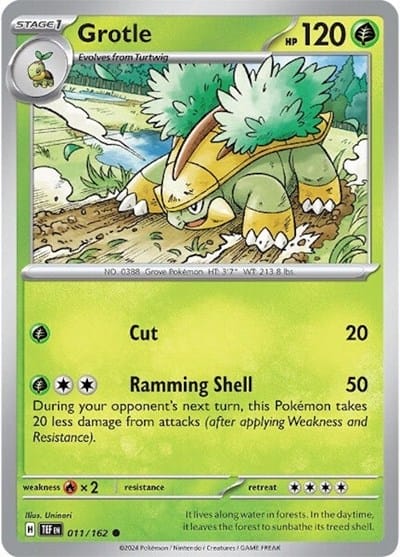 STAGE 1
Grotle
HP 120
Evolves from Turtwig
NO. 0388 Grove Pokémon HT: 3'7" WT: 213.8 lbs
Cut 20
Ramming Shell 50
During your opponent's next turn, this Pokémon takes
20 less damage from attacks (after applying Weakness and
Resistance).
weakness ×2 resistance retreat
Illus. Uninori
H TEF EN 011/162
It lives along water in forests. In the daytime,
it leaves the forest to sunbathe its treed shell.
©2024 Pokémon / Nintendo / Creatures / GAME FREAK